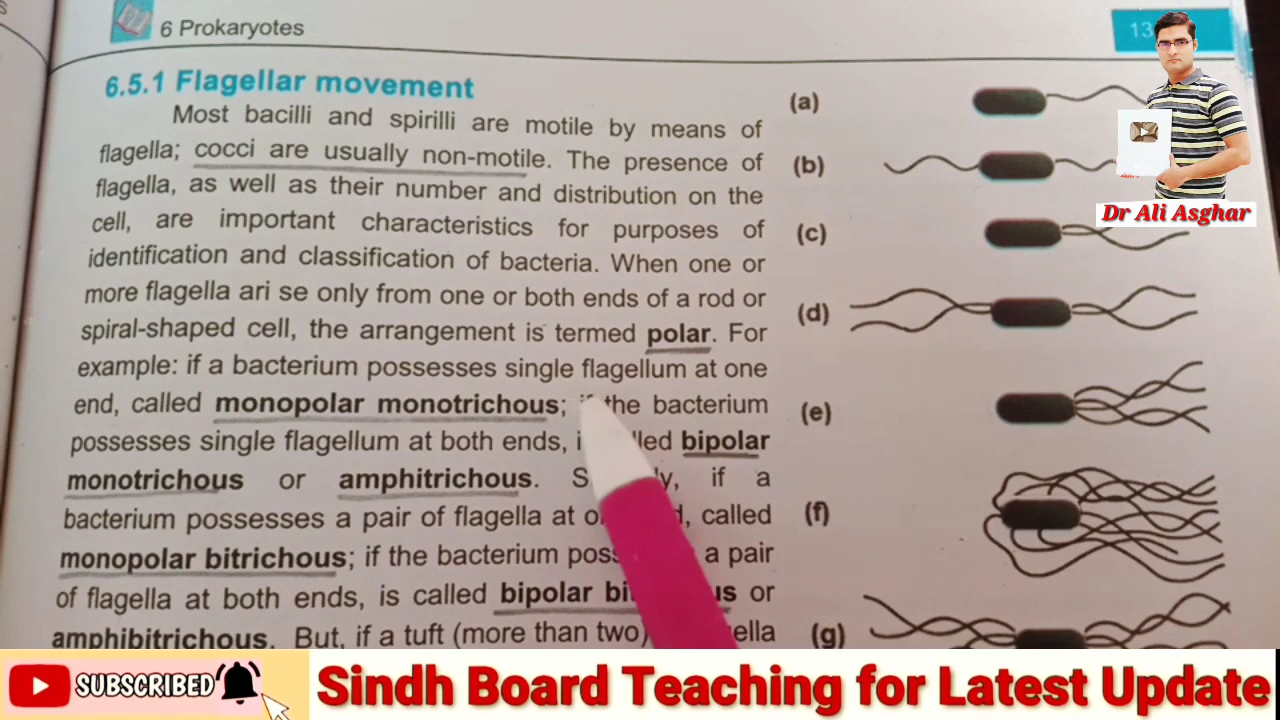 6 Prokaryotes
13
6.5.1 Flagellar movement
Most bacilli and spirilli are motile by means of
flagella; cocci are usually non-motile. The presence of
flagella, as well as their number and distribution on the
cell, are important characteristics for purposes of
identification and classification of bacteria. When one or
more flagella ari se only from one or both ends of a rod or
spiral-shaped cell, the arrangement is termed polar. For
example: if a bacterium possesses single flagellum at one
end, called monopolar monotrichous; the bacterium
possesses single flagellum at both ends, bipolar
monotrichous or amphitrichous. if a
bacterium possesses a pair of flagella at called
monopolar bitrichous; if the bacterium a pair
of flagella at both ends, is called bipolar or
amphibitrichous. But, if a tuft (more than two)
(a)
(b)
(c)
(d)
(e)
(f)
(g)
Dr Ali Asghar
SUBSCRIBED
Sindh Board Teaching for Latest Update